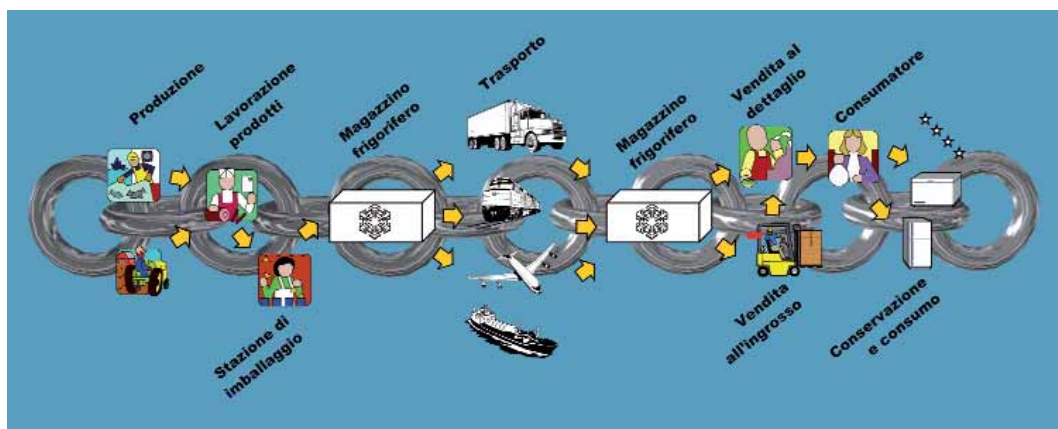 Produzione
Lavorazione
prodotti
Stazione di
imballaggio
Magazzino
frigorifero
Trasporto
Magazzino
frigorifero
Vendita al
dettaglio
Vendita
all'ingrosso
Consumatore
Conservazione
e consumo